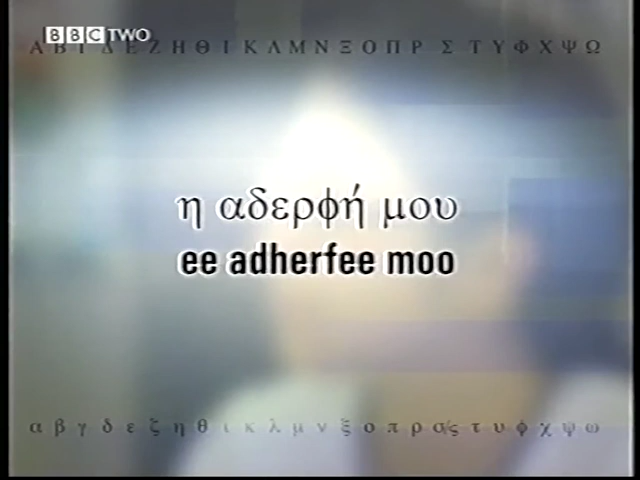 BBC TWO
Α Β Γ Δ Ε Ζ Η Θ Ι Κ Λ Μ Ν Ξ Ο Π Ρ Σ Τ Υ Φ Χ Ψ Ω
η αδερφή μου
ee adherfee moo
α β γ δ ε ζ η θ ι κ λ μ ν ξ ο π ρ σ/ς τ υ φ χ ψ ω